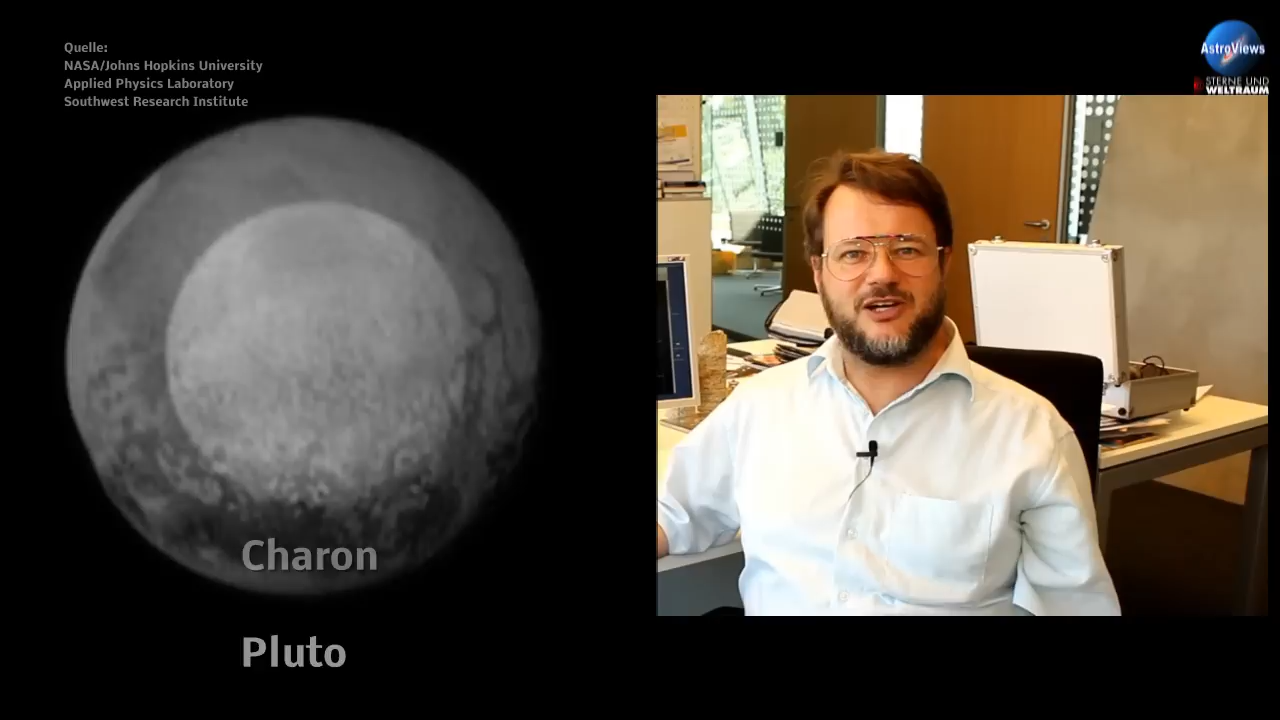 Quelle:
NASA/Johns Hopkins University
Applied Physics Laboratory
Southwest Research Institute
AstroViews
STERNE UND
WELTRAUM
Charon
Pluto